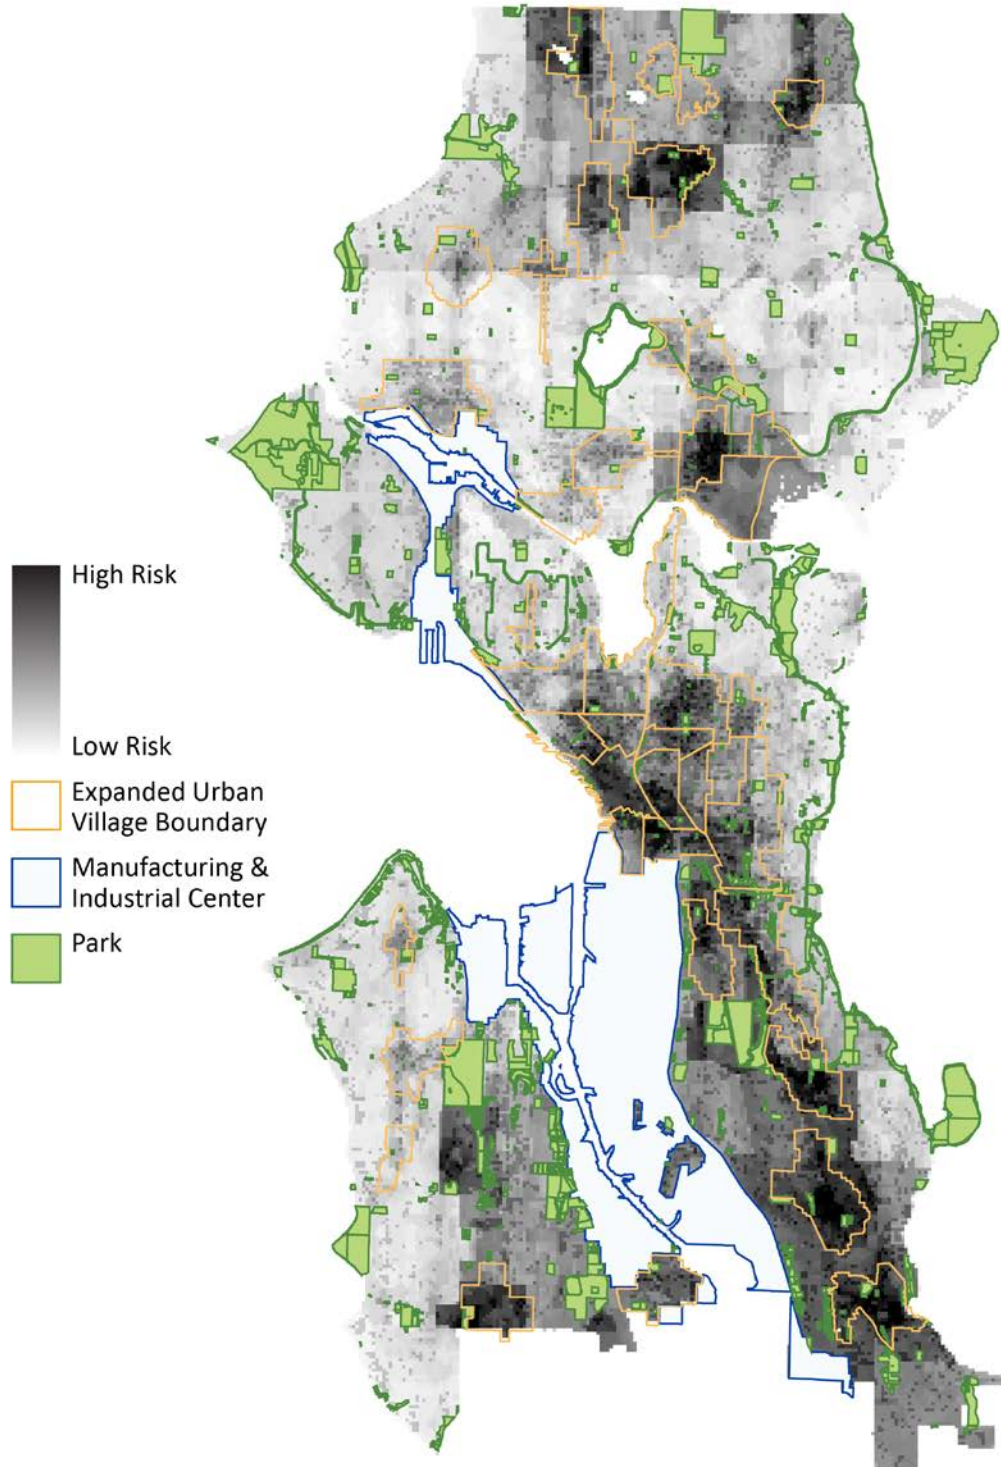 High Risk
Low Risk
Expanded Urban
Village Boundary
Manufacturing &
Industrial Center
Park